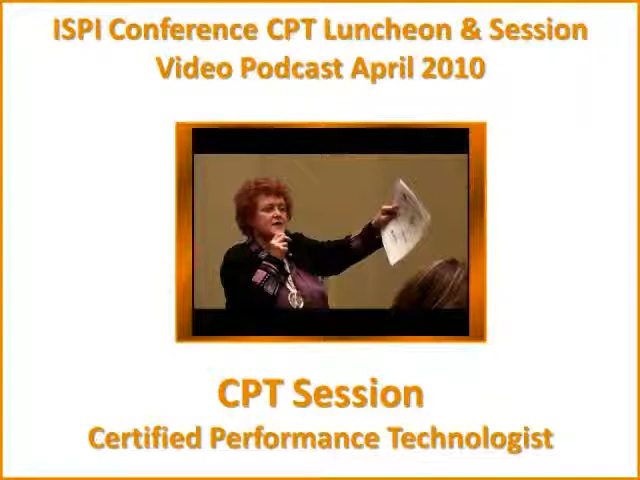 ISPI Conference CPT Luncheon & Session
Video Podcast April 2010
CPT Session
Certified Performance Technologist